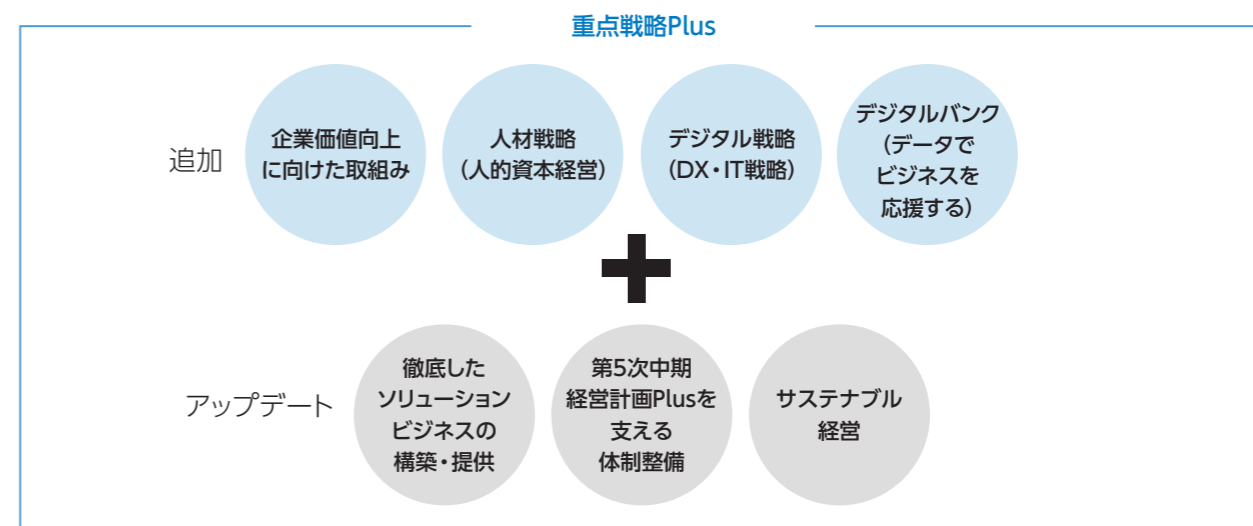 重点戦略Plus
追加
企業価値向上
に向けた取組み
人材戦略
（人的資本経営）
デジタル戦略
（DX・IT戦略）
デジタルバンク
（データで
ビジネスを
応援する）
アップデート
徹底した
ソリューション
ビジネスの
構築・提供
第5次中期
経営計画Plusを
支える
体制整備
サステナブル
経営